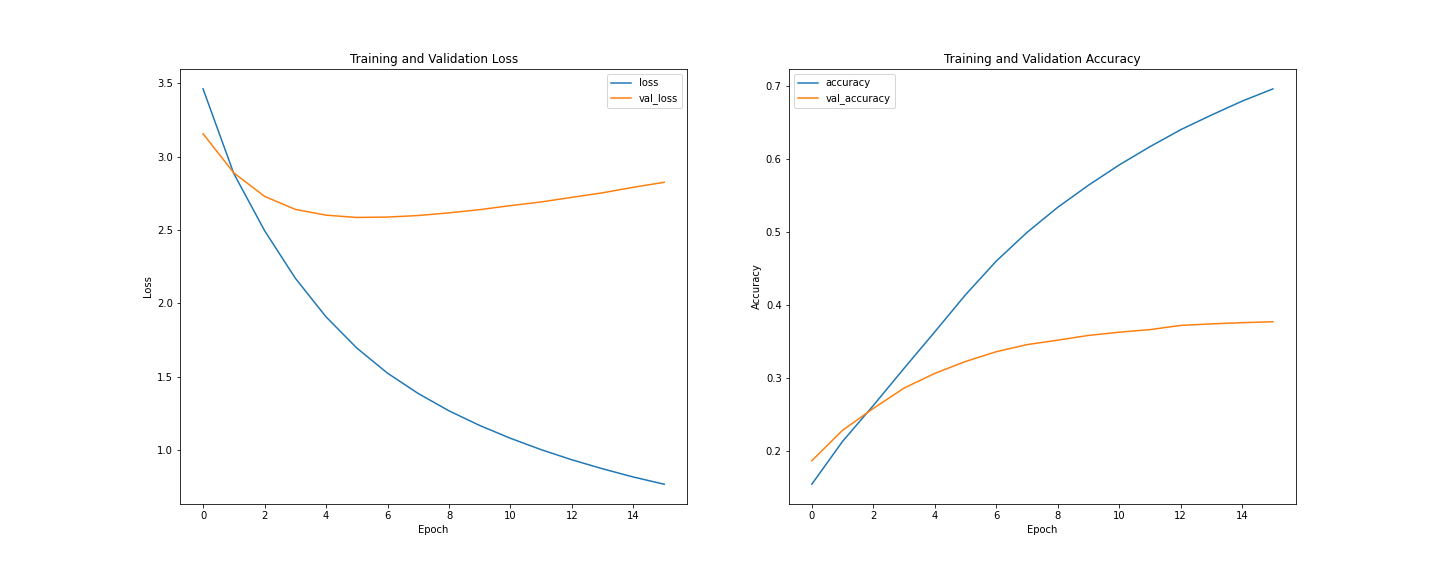 Training and Validation Loss
loss
val_loss
3.5
3.0
2.5
2.0
1.5
1.0
Loss
0 2 4 6 8 10 12 14
Epoch
Training and Validation Accuracy
accuracy
val_accuracy
0.7
0.6
0.5
0.4
0.3
0.2
Accuracy
0 2 4 6 8 10 12 14
Epoch